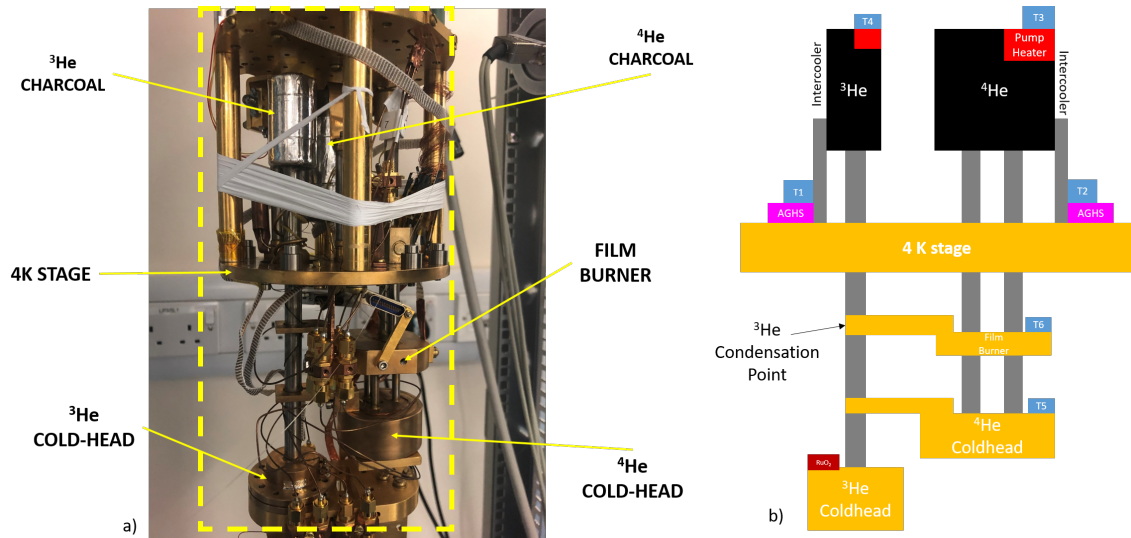 ³He
CHARCOAL
⁴He
CHARCOAL
4K STAGE
FILM
BURNER
³He
COLD-HEAD
⁴He
COLD-HEAD
a)
T4
T3
Pump
Heater
Intercooler
³He
⁴He
Intercooler
T1
T2
AGHS
AGHS
4 K stage
³He
Condensation
Point
T6
Film
Burner
T5
⁴He
Coldhead
RuO₂
³He
Coldhead
b)